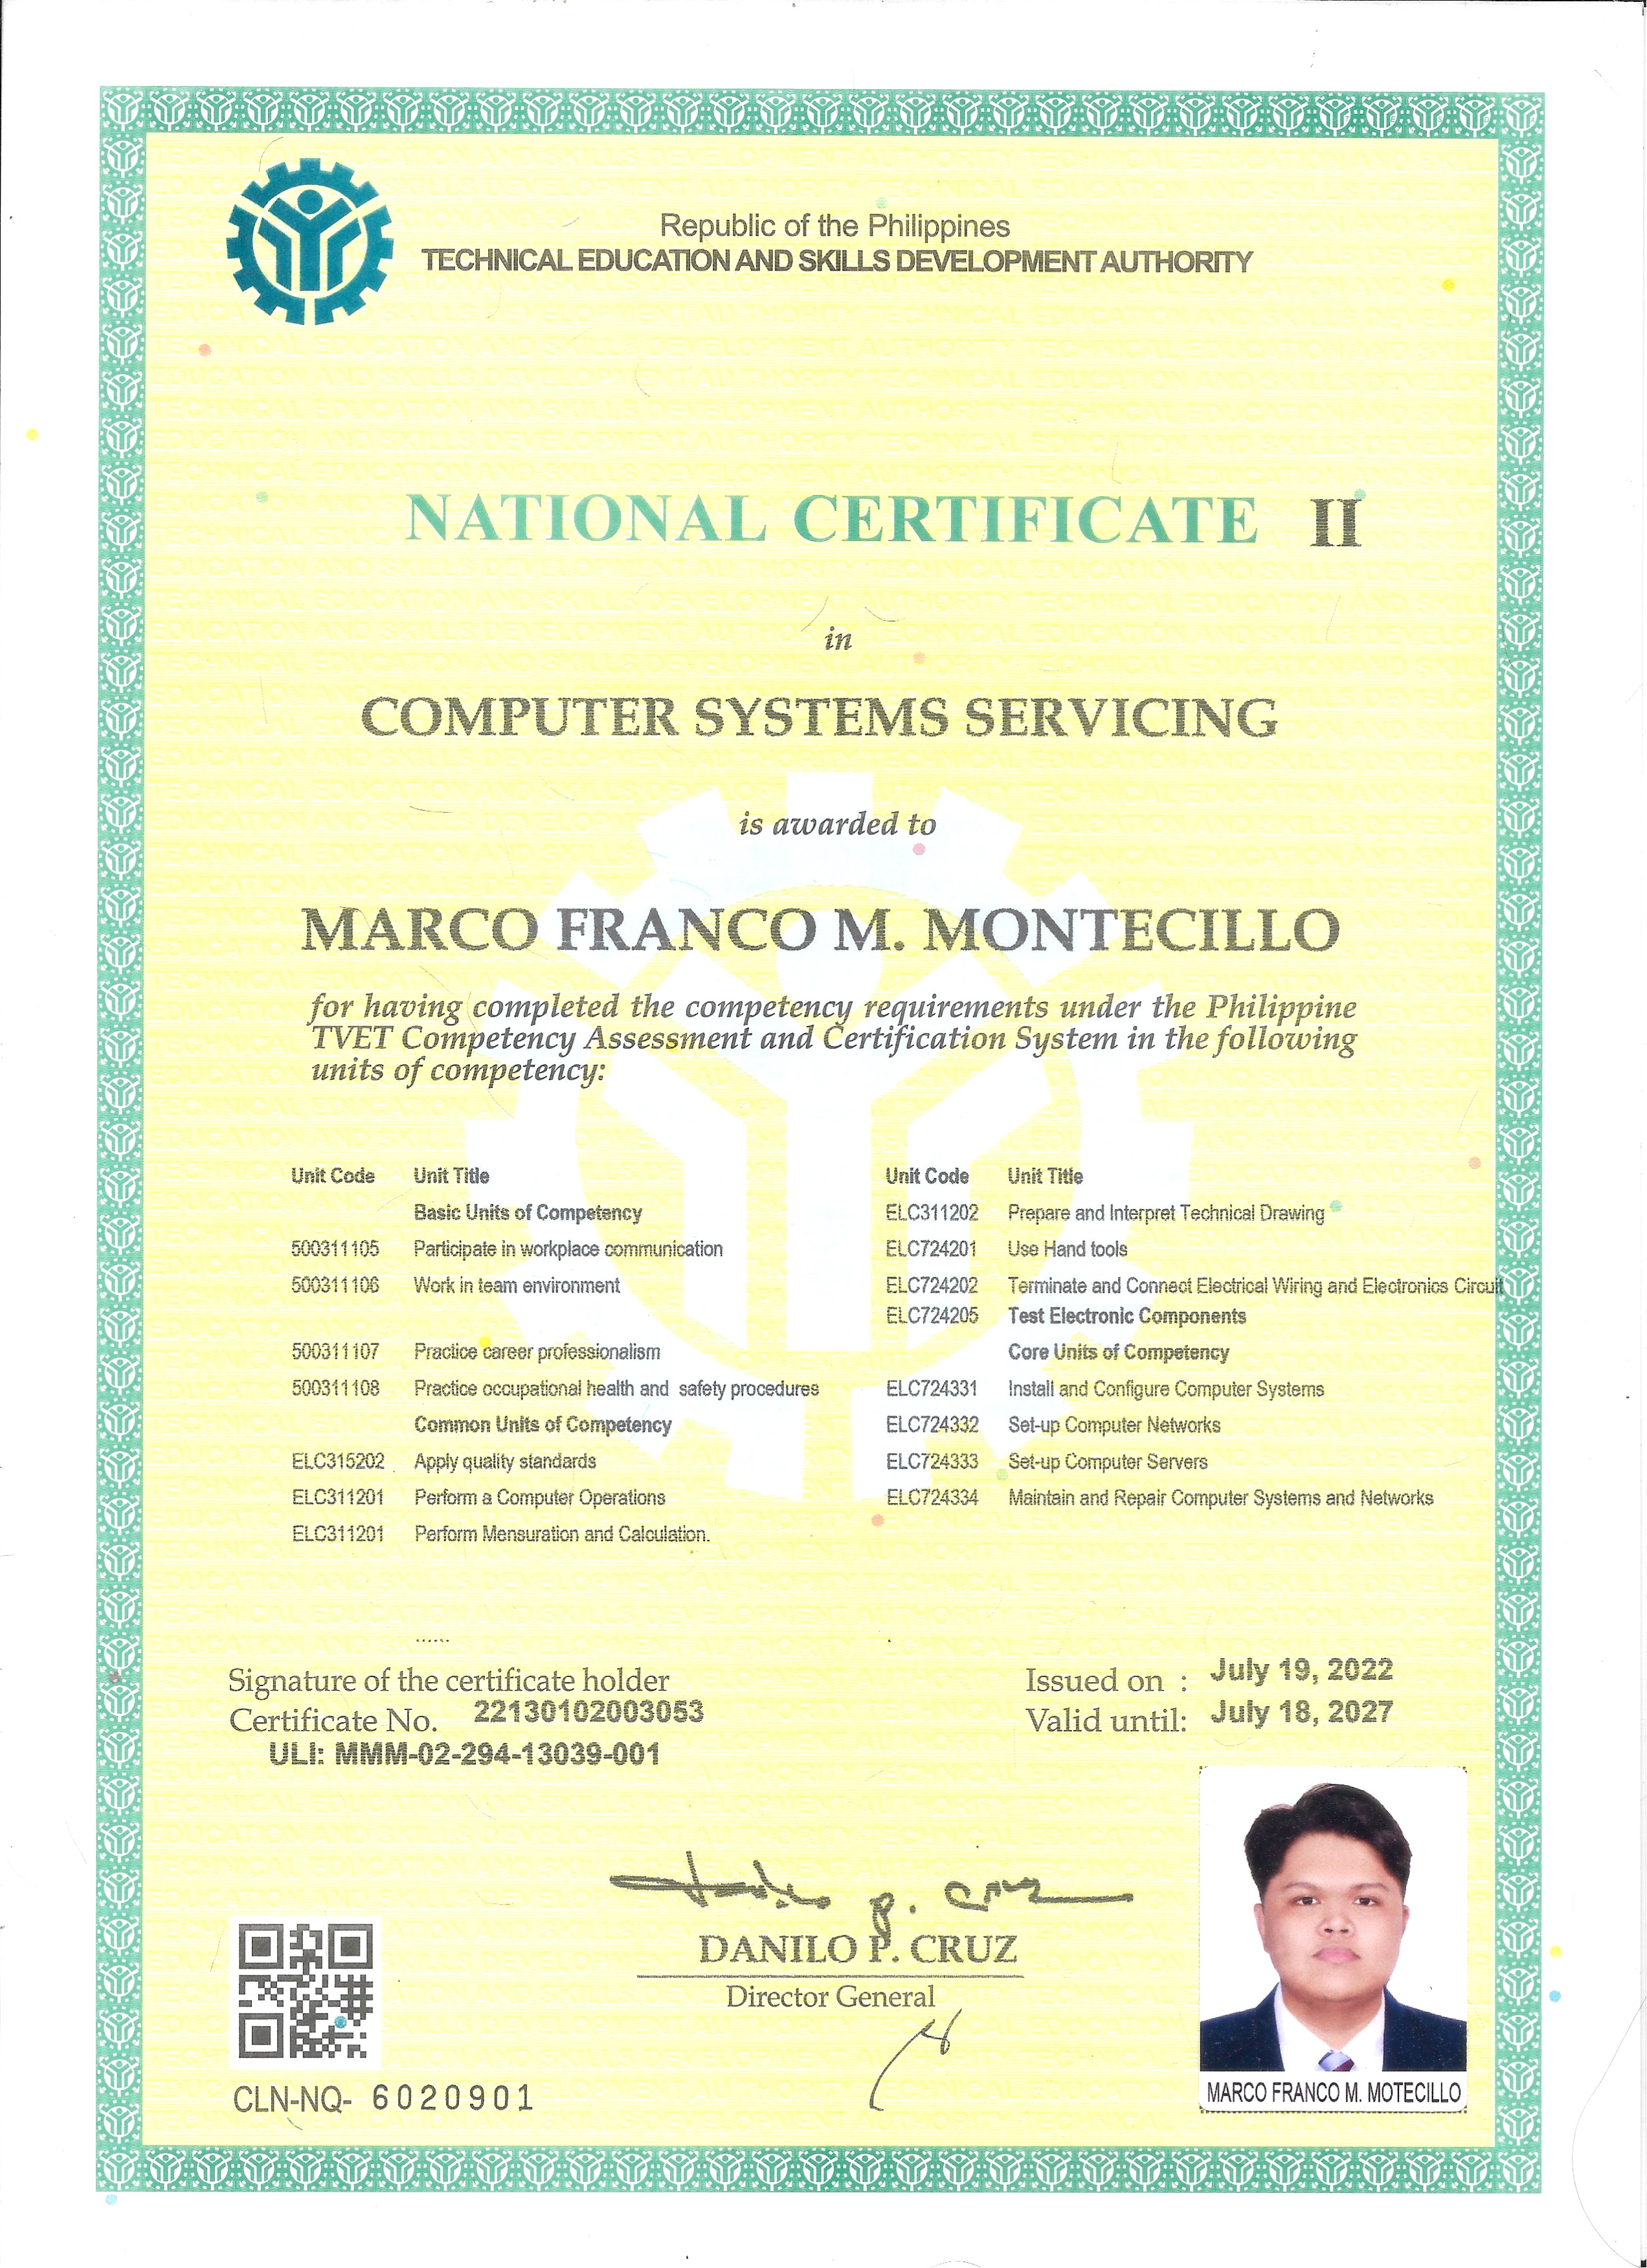 Republic of the Philippines
TECHNICAL EDUCATION AND SKILLS DEVELOPMENT AUTHORITY
NATIONAL CERTIFICATE II
in
COMPUTER SYSTEMS SERVICING
is awarded to
MARCO FRANCO M. MONTECILLO
for having completed the competency requirements under the Philippine
TVET Competency Assessment and Certification System in the following
units of competency:
Unit Code Unit Title
Basic Units of Competency
500311105 Participate in workplace communication
500311106 Work in team environment
500311107 Practice career professionalism
500311108 Practice occupational health and safety procedures
Common Units of Competency
ELC315202 Apply quality standards
ELC311201 Perform a Computer Operations
ELC311201 Perform Mensuration and Calculation.
Unit Code Unit Title
ELC311202 Prepare and Interpret Technical Drawing
ELC724201 Use Hand tools
ELC724202 Terminate and Connect Electrical Wiring and Electronics Circuit
ELC724205 Test Electronic Components
Core Units of Competency
ELC724331 Install and Configure Computer Systems
ELC724332 Set-up Computer Networks
ELC724333 Set-up Computer Servers
ELC724334 Maintain and Repair Computer Systems and Networks
Signature of the certificate holder
Certificate No. 22130102003053
ULI: MMM-02-294-13039-001
Issued on : July 19, 2022
Valid until: July 18, 2027
DANILO P. CRUZ
Director General
CLN-NQ- 6020901
MARCO FRANCO M. MOTECILLO